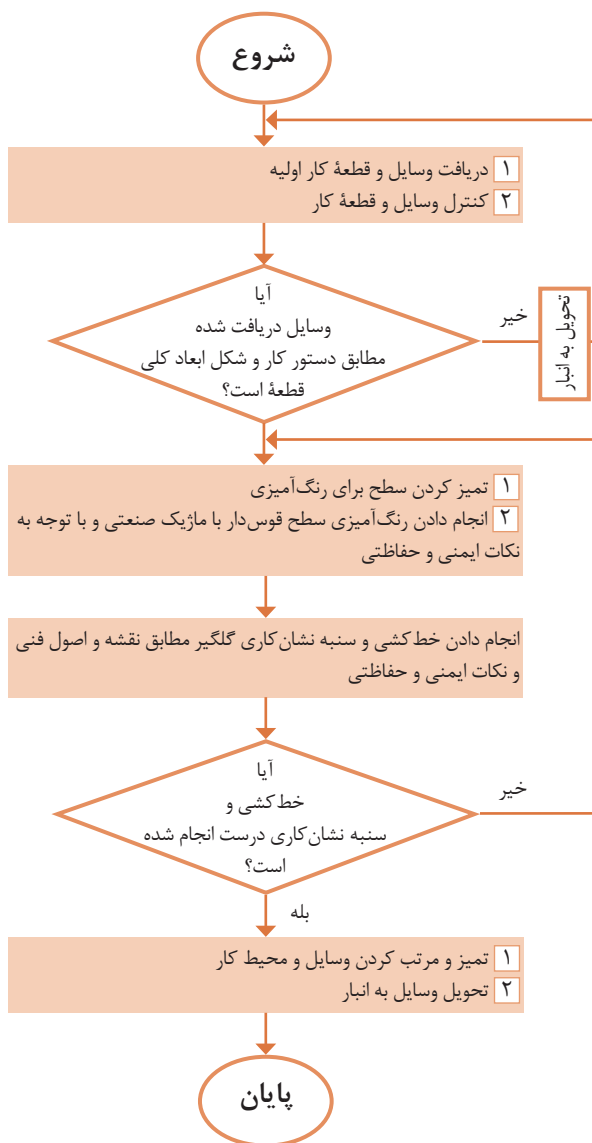 شروع
۱ دریافت وسایل و قطعۀ کار اولیه
۲ کنترل وسایل و قطعۀ کار
آیا
وسایل دریافت شده
مطابق دستور کار و شکل ابعاد کلی
قطعۀ است؟
خیر
تحویل به انبار
۱ تمیز کردن سطح برای رنگ‌آمیزی
۲ انجام دادن رنگ‌آمیزی سطح قوس‌دار با ماژیک صنعتی و با توجه به
نکات ایمنی و حفاظتی
انجام دادن خط‌کشی و سنبه نشان‌کاری گلگیر مطابق نقشه و اصول فنی
و نکات ایمنی و حفاظتی
آیا
خط‌کشی و
سنبه نشان‌کاری درست انجام شده
است؟
خیر
بله
۱ تمیز و مرتب کردن وسایل و محیط کار
۲ تحویل وسایل به انبار
پایان